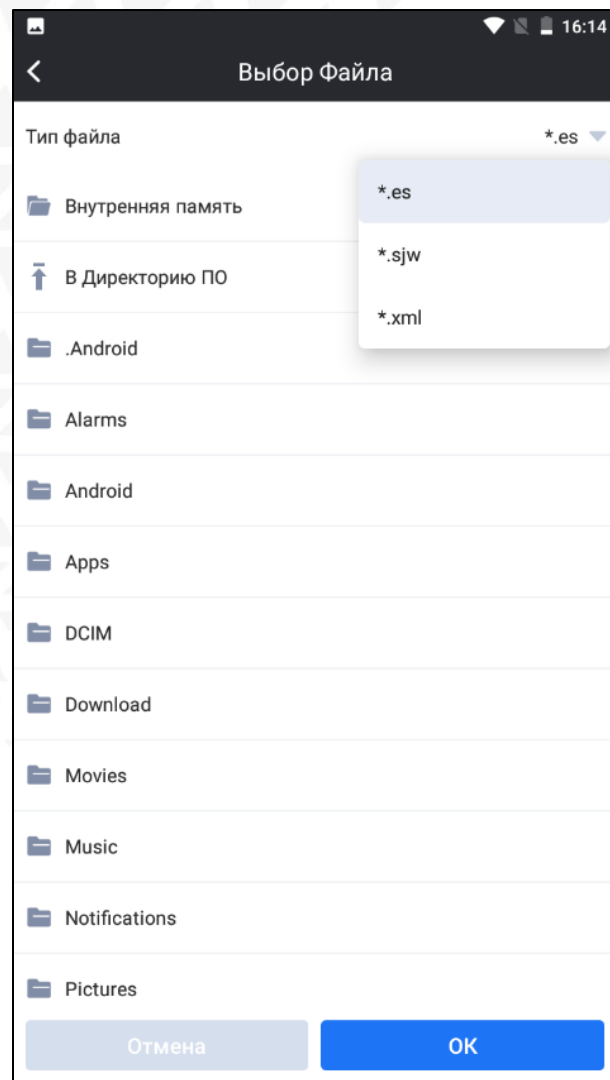 16:14
Выбор Файла
Тип файла *.es
Внутренняя память
*.es
В Директорию ПО
*.sjw
*.xml
.Android
Alarms
Android
Apps
DCIM
Download
Movies
Music
Notifications
Pictures
Отмена
ОК